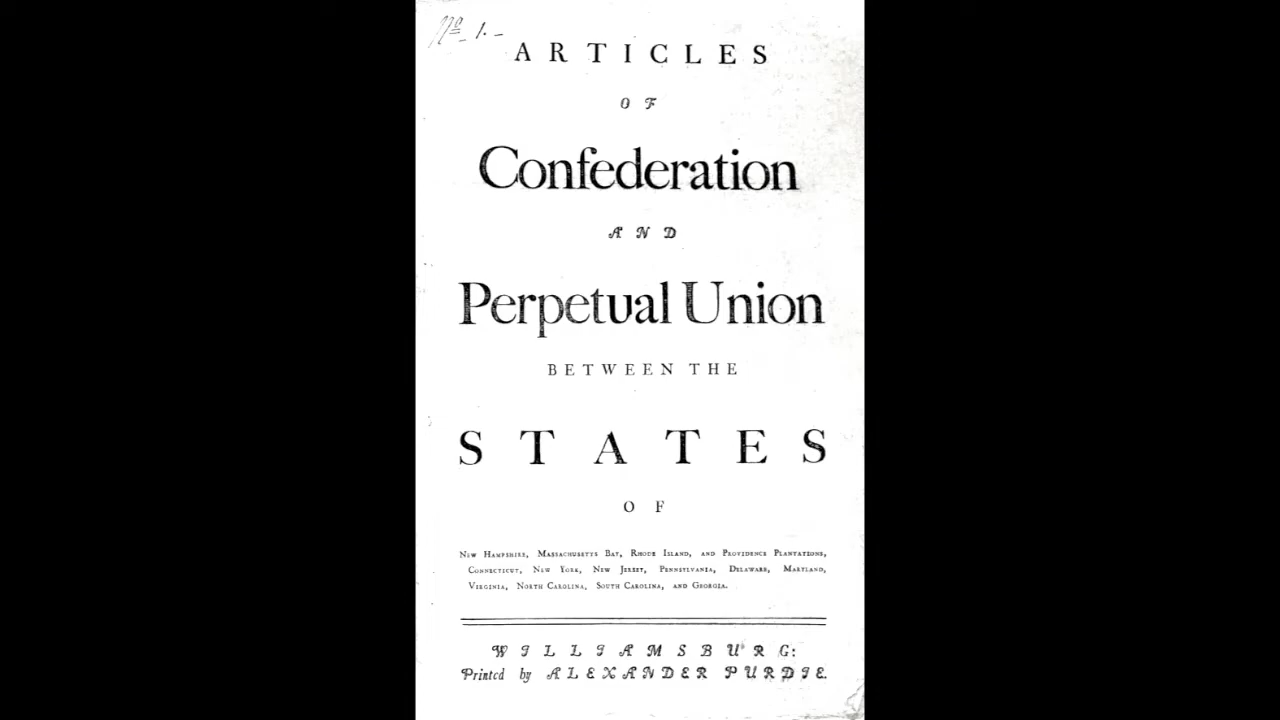 No. 1.
ARTICLES
OF
Confederation
AND
Perpetual Union
BETWEEN THE
STATES
OF
New Hampshire, Massachusetts Bay, Rhode Island, and Providence Plantations,
Connecticut, New York, New Jersey, Pennsylvania, Delaware, Maryland,
Virginia, North Carolina, South Carolina, and Georgia.
WILLIAMSBURG:
Printed by ALEXANDER PURDIE.